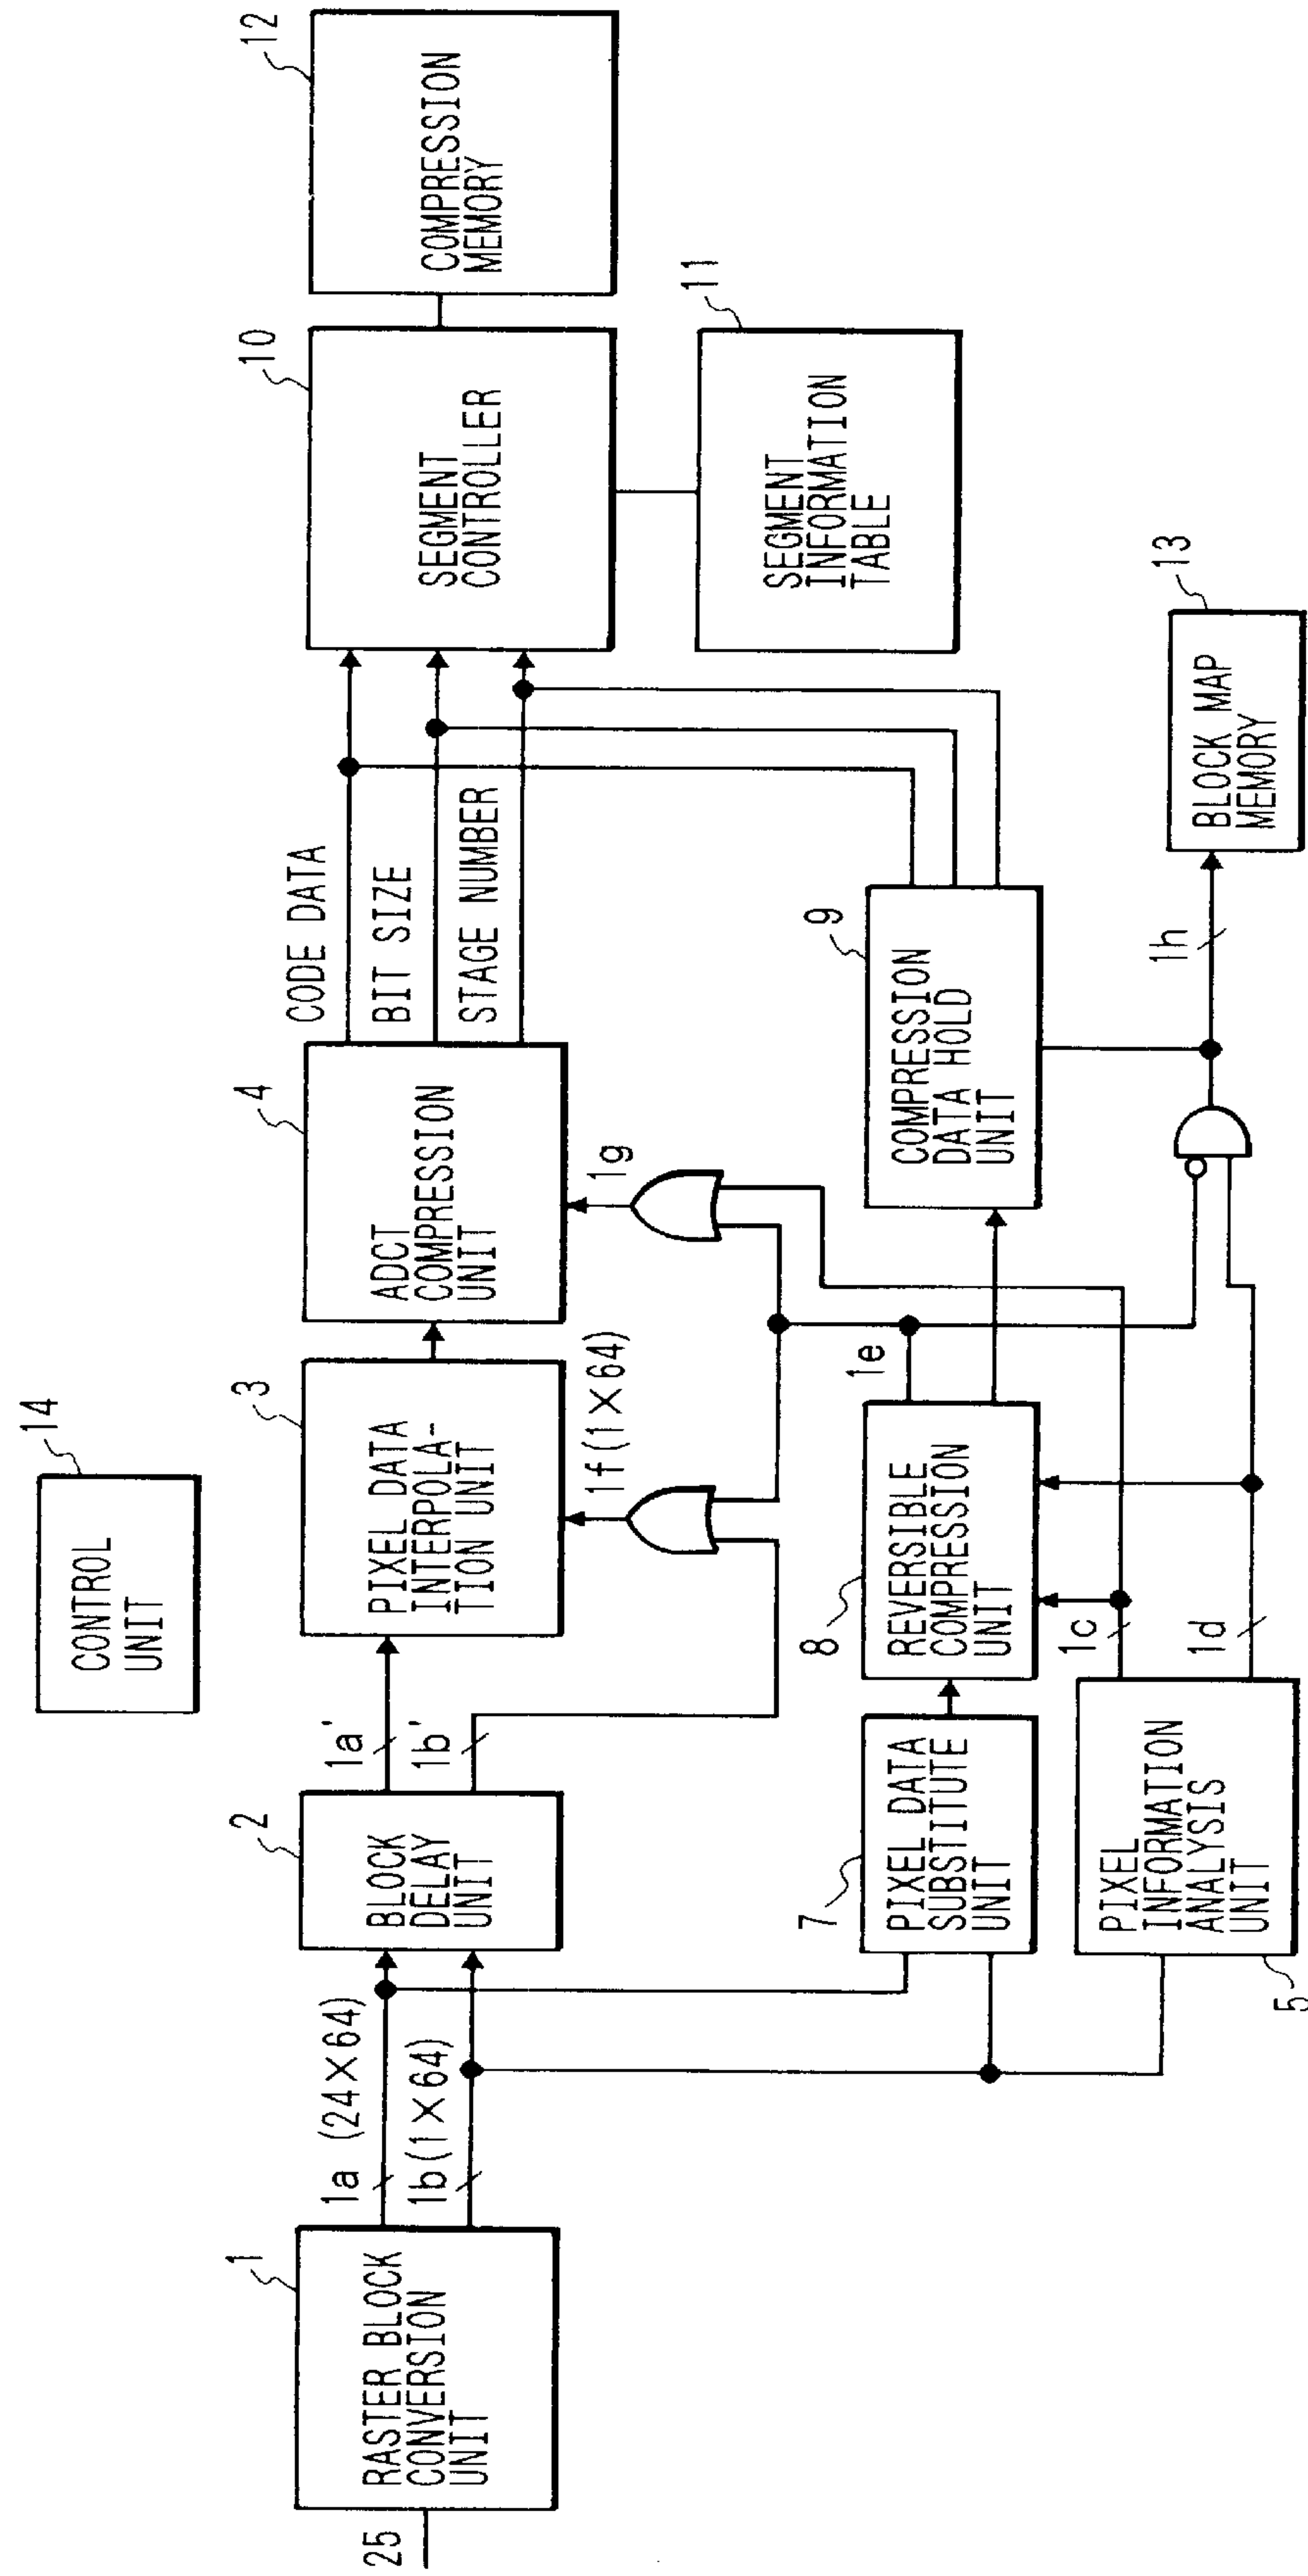 14
CONTROL
UNIT
25
1
RASTER BLOCK
CONVERSION
UNIT
1a (24×64)
1b(1×64)
2
BLOCK
DELAY
UNIT
1a'
1b'
3
PIXEL DATA
INTERPOLA-
TION UNIT
1f(1×64)
4
ADCT
COMPRESSION
UNIT
1g
CODE DATA
BIT SIZE
STAGE NUMBER
10
SEGMENT
CONTROLLER
12
COMPRESSION
MEMORY
11
SEGMENT
INFORMATION
TABLE
7
PIXEL DATA
SUBSTITUTE
UNIT
8
REVERSIBLE
COMPRESSION
UNIT
1e
9
COMPRESSION
DATA HOLD
UNIT
5
PIXEL
INFORMATION
ANALYSIS
UNIT
1c
1d
1h
13
BLOCK MAP
MEMORY